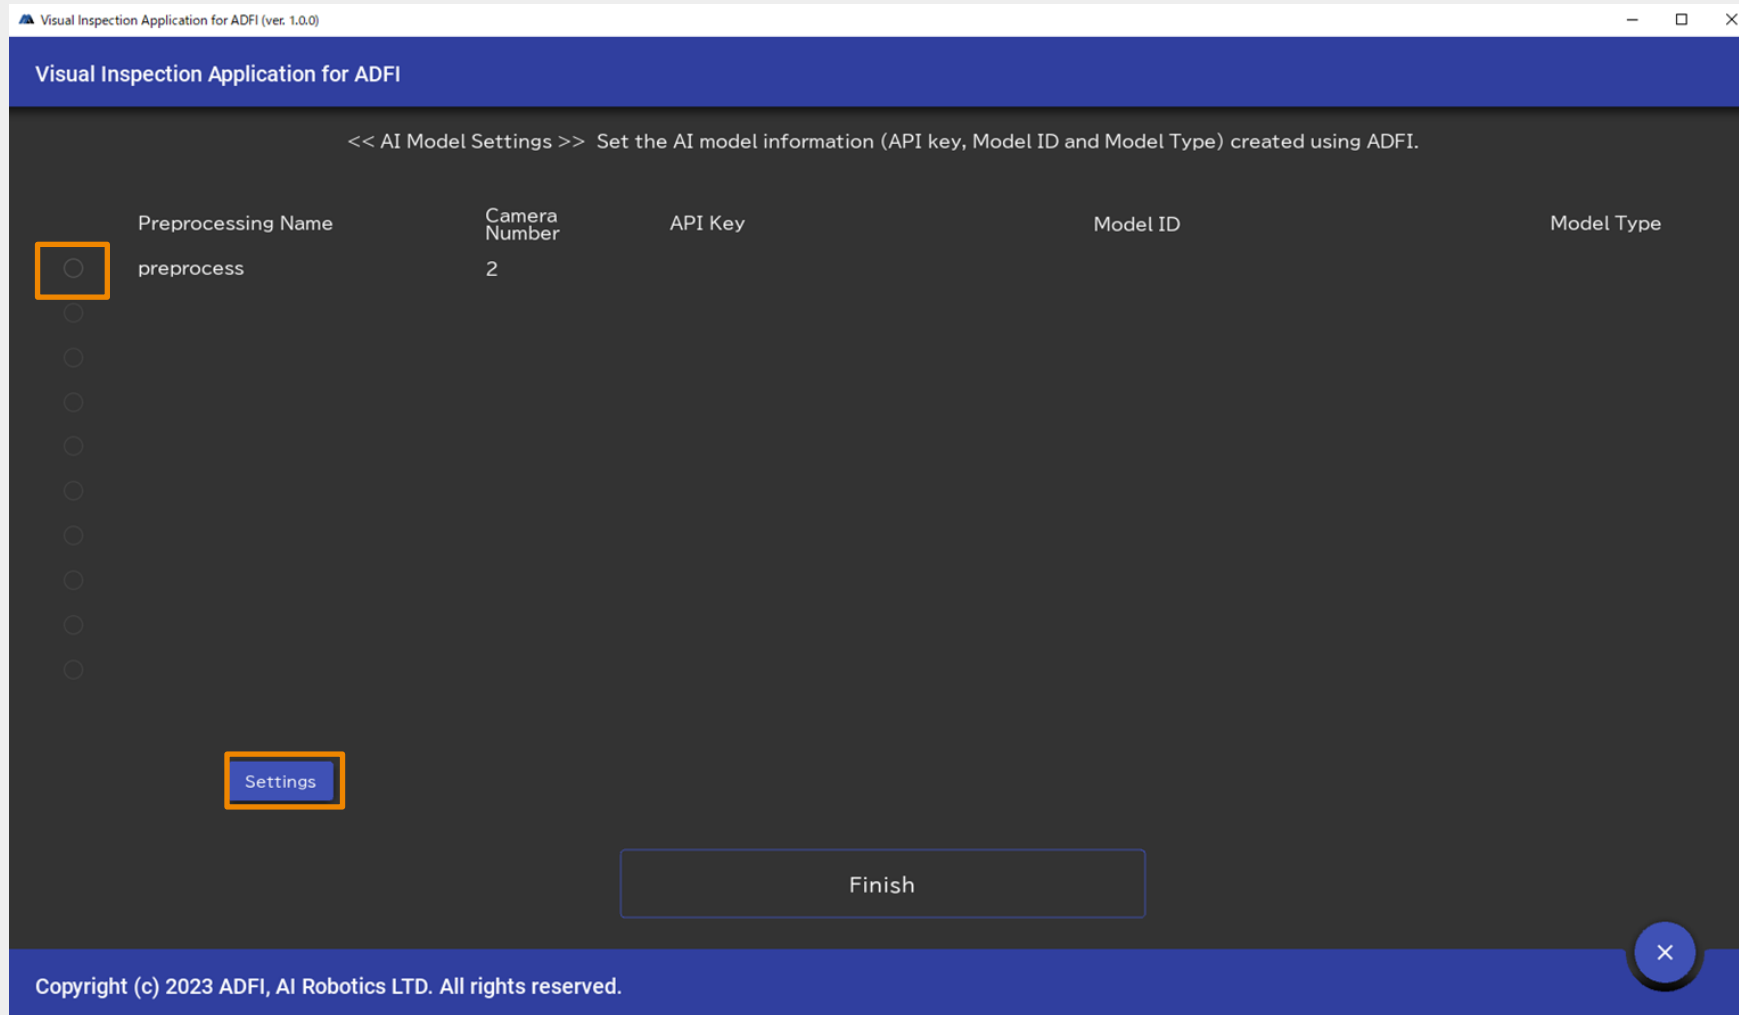 Visual Inspection Application for ADFI (ver. 1.0.0)
Visual Inspection Application for ADFI
<< AI Model Settings >>  Set the AI model information (API key, Model ID and Model Type) created using ADFI.
Preprocessing Name
Camera
Number
API Key
Model ID
Model Type
preprocess
2
Settings
Finish
Copyright (c) 2023 ADFI, AI Robotics LTD. All rights reserved.